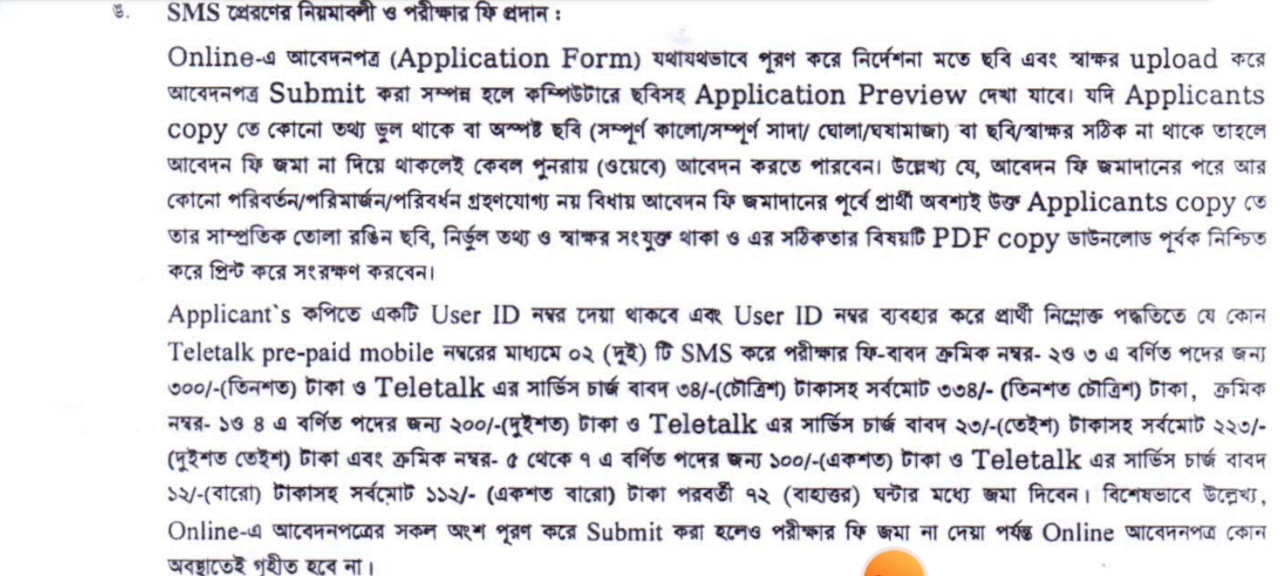 ঙ. SMS প্রেরণের নিয়মাবলী ও পরীক্ষার ফি প্রদান :
Online-এ আবেদনপত্র (Application Form) যথাযথভাবে পূরণ করে নির্দেশনা মতে ছবি এবং স্বাক্ষর upload করে
আবেদনপত্র Submit করা সম্পন্ন হলে কম্পিউটারে ছবিসহ Application Preview দেখা যাবে। যদি Applicants
copy তে কোনো তথ্য ভুল থাকে বা অস্পষ্ট ছবি (সম্পূর্ণ কালো/সম্পূর্ণ সাদা/ ঘোলা/ঘষামাজা) বা ছবি/স্বাক্ষর সঠিক না থাকে তাহলে
আবেদন ফি জমা না দিয়ে থাকলেই কেবল পুনরায় (ওয়েবে) আবেদন করতে পারবেন। উল্লেখ্য যে, আবেদন ফি জমাদানের পরে আর
কোনো পরিবর্তন/পরিমার্জন/পরিবর্ধন গ্রহণযোগ্য নয় বিধায় আবেদন ফি জমাদানের পূর্বে প্রার্থী অবশ্যই উক্ত Applicants copy তে
তার সাম্প্রতিক তোলা রঙিন ছবি, নির্ভুল তথ্য ও স্বাক্ষর সংযুক্ত থাকা ও এর সঠিকতার বিষয়টি PDF copy ডাউনলোড পূর্বক নিশ্চিত
করে প্রিন্ট করে সংরক্ষণ করবেন।
Applicant`s কপিতে একটি User ID নম্বর দেয়া থাকবে এবং User ID নম্বর ব্যবহার করে প্রার্থী নিম্নোক্ত পদ্ধতিতে যে কোন
Teletalk pre-paid mobile নম্বরের মাধ্যমে ০২ (দুই) টি SMS করে পরীক্ষার ফি-বাবদ ক্রমিক নম্বর- ২ও ৩ এ বর্ণিত পদের জন্য
৩০০/-(তিনশত) টাকা ও Teletalk এর সার্ভিস চার্জ বাবদ ৩৪/-(চৌত্রিশ) টাকাসহ সর্বমোট ৩৩৪/- (তিনশত চৌত্রিশ) টাকা, ক্রমিক
নম্বর- ১ও ৪ এ বর্ণিত পদের জন্য ২০০/-(দুইশত) টাকা ও Teletalk এর সার্ভিস চার্জ বাবদ ২৩/-(তেইশ) টাকাসহ সর্বমোট ২২৩/-
(দুইশত তেইশ) টাকা এবং ক্রমিক নম্বর- ৫ থেকে ৭ এ বর্ণিত পদের জন্য ১০০/-(একশত) টাকা ও Teletalk এর সার্ভিস চার্জ বাবদ
১২/-(বারো) টাকাসহ সর্বমোট ১১২/- (একশত বারো) টাকা পরবর্তী ৭২ (বাহাত্তর) ঘন্টার মধ্যে জমা দিবেন। বিশেষভাবে উল্লেখ্য,
Online-এ আবেদনপত্রের সকল অংশ পূরণ করে Submit করা হলেও পরীক্ষার ফি জমা না দেয়া পর্যন্ত Online আবেদনপত্র কোন
অবস্থাতেই গৃহীত হবে না।